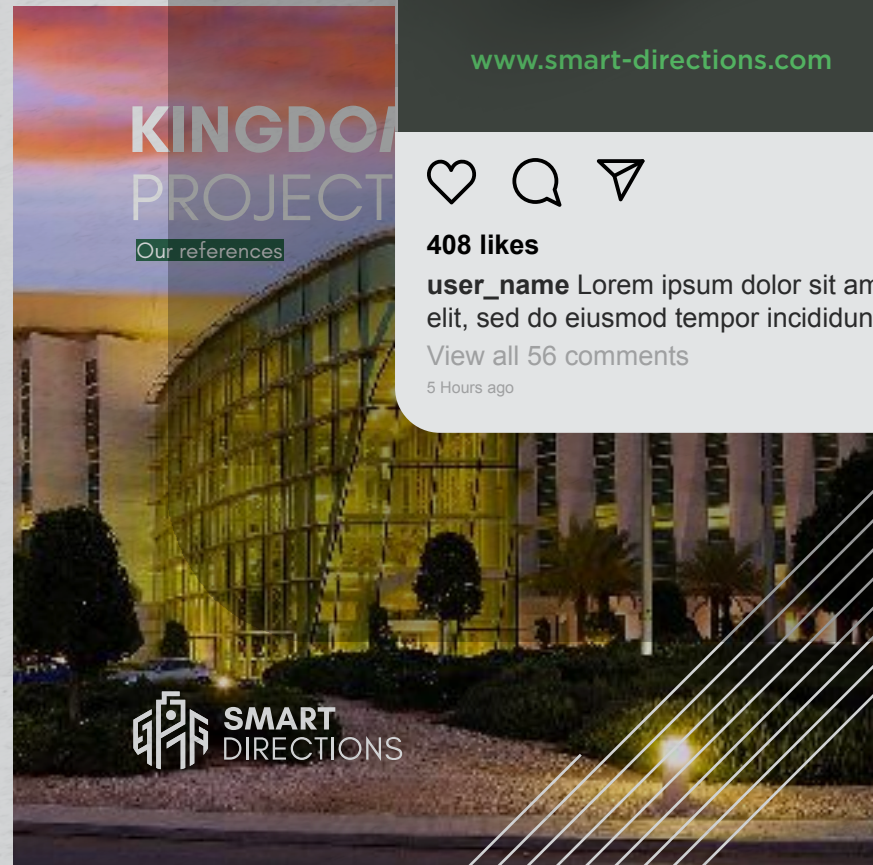 www.smart-directions.com
KINGDO
PROJECT
Our references
408 likes
user_name Lorem ipsum dolor sit am
elit, sed do eiusmod tempor incididun
View all 56 comments
5 Hours ago
SMART
DIRECTIONS